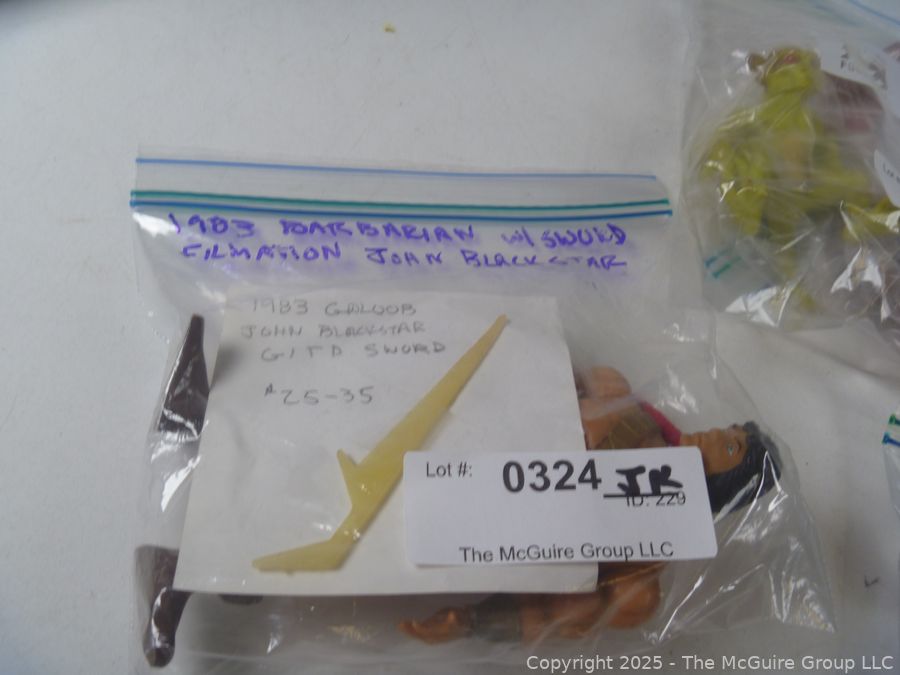 1983 BARBARIAN w/ SWORD
FILMATION JOHN BLACKSTAR
1983 GALOOB
JOHN BLACKSTAR
GITD SWORD
$25-35
Lot #: 0324 JR
ID: 229
The McGuire Group LLC
Copyright 2025 - The McGuire Group LLC